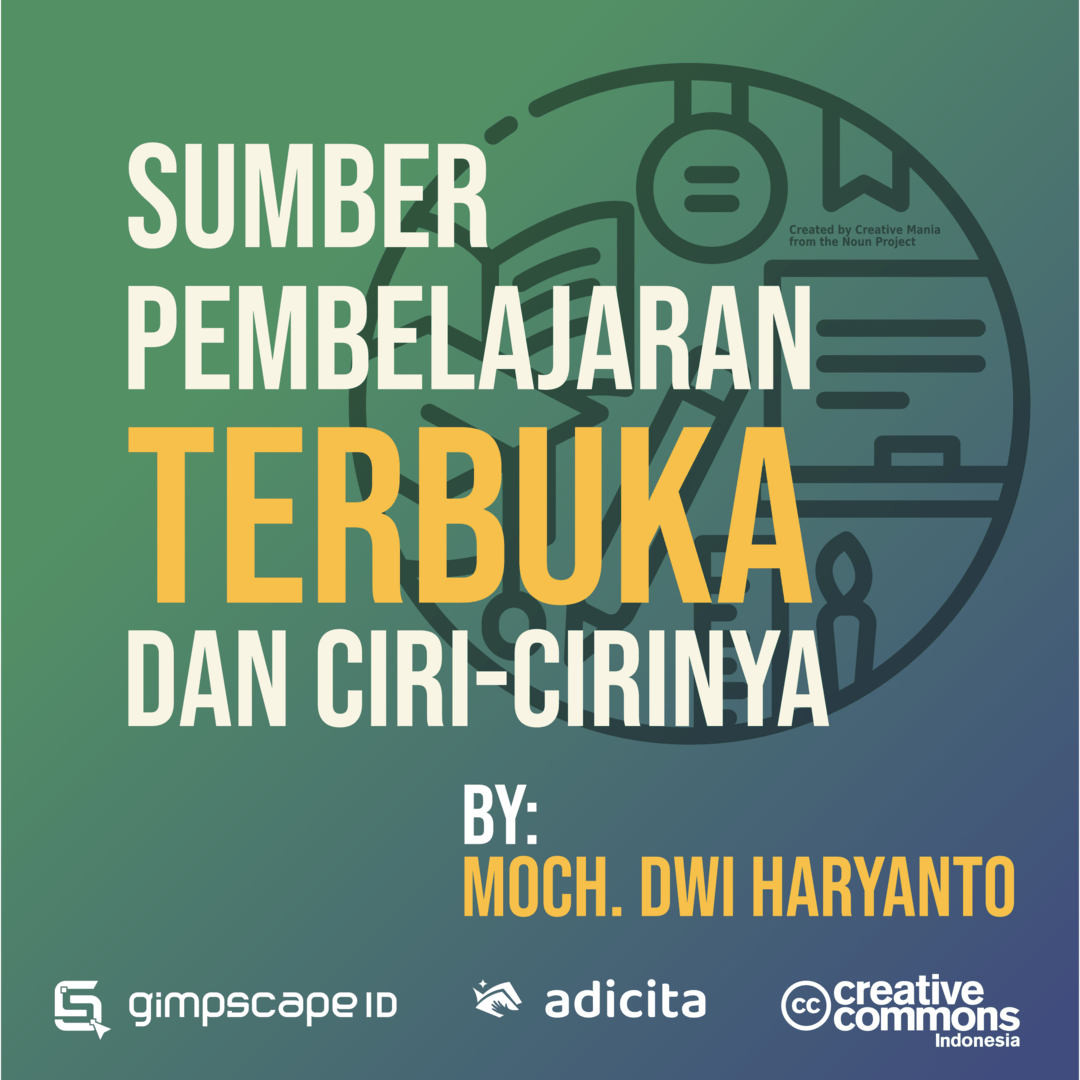 SUMBER
Created by Creative Mania
from the Noun Project
PEMBELAJARAN
TERBUKA
DAN CIRI-CIRINYA
BY:
MOCH. DWI HARYANTO
gimpscape ID
adicita
cc creative
commons
Indonesia